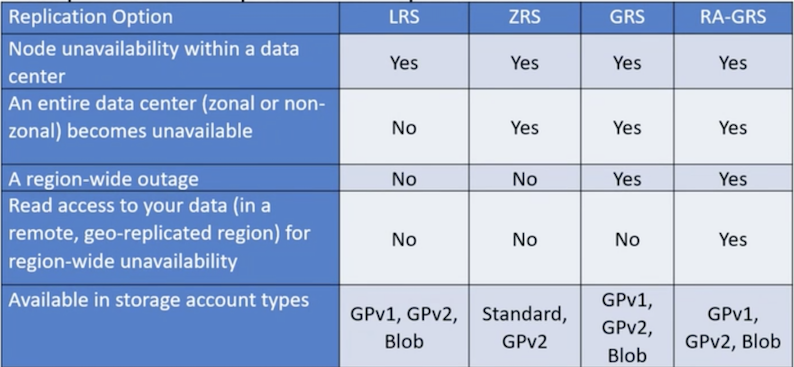 Replication Option LRS ZRS GRS RA-GRS
Node unavailability within a data
center
Yes Yes Yes Yes
An entire data center (zonal or non-
zonal) becomes unavailable
No Yes Yes Yes
A region-wide outage No No Yes Yes
Read access to your data (in a
remote, geo-replicated region) for
region-wide unavailability
No No No Yes
Available in storage account types
GPv1, GPv2,
Blob
Standard,
GPv2
GPv1,
GPv2,
Blob
GPv1,
GPv2, Blob